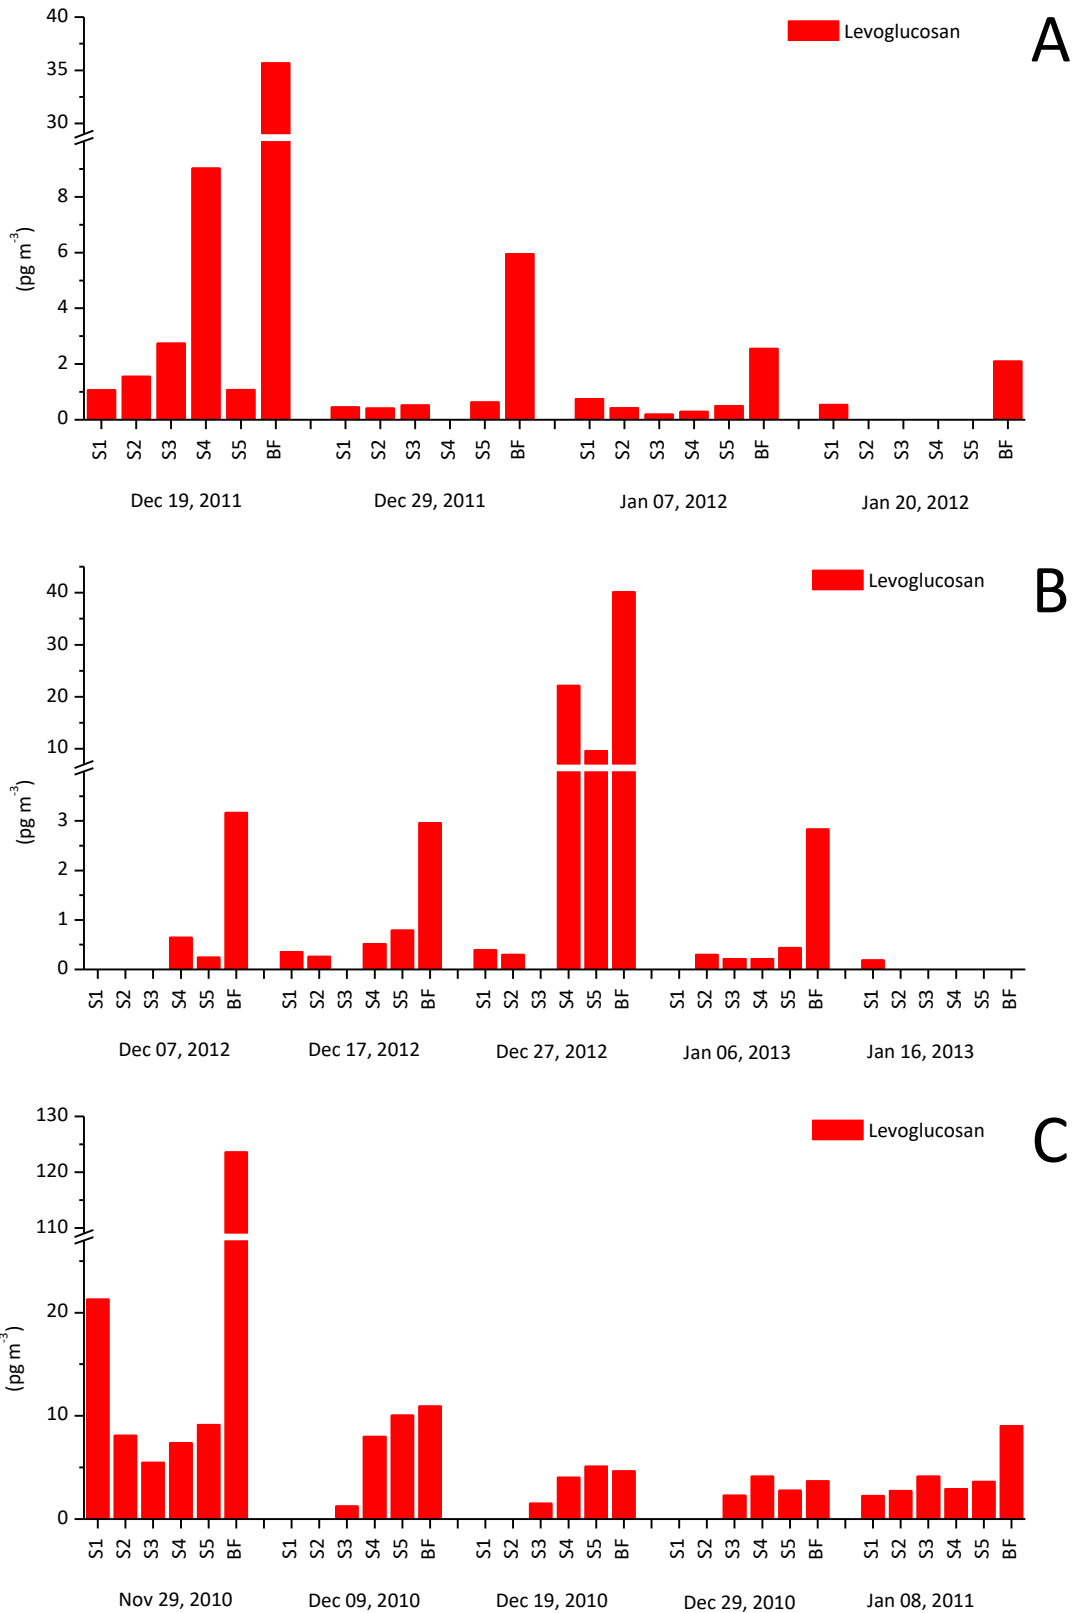 A
Levoglucosan
40
35
30
8
6
4
2
0
(pg m⁻³)
S1 S2 S3 S4 S5 BF S1 S2 S3 S4 S5 BF S1 S2 S3 S4 S5 BF S1 S2 S3 S4 S5 BF
Dec 19, 2011 Dec 29, 2011 Jan 07, 2012 Jan 20, 2012
B
Levoglucosan
40
30
20
10
3
2
1
0
(pg m⁻³)
S1 S2 S3 S4 S5 BF S1 S2 S3 S4 S5 BF S1 S2 S3 S4 S5 BF S1 S2 S3 S4 S5 BF S1 S2 S3 S4 S5 BF
Dec 07, 2012 Dec 17, 2012 Dec 27, 2012 Jan 06, 2013 Jan 16, 2013
C
Levoglucosan
130
120
110
20
10
0
(pg m⁻³)
S1 S2 S3 S4 S5 BF S1 S2 S3 S4 S5 BF S1 S2 S3 S4 S5 BF S1 S2 S3 S4 S5 BF S1 S2 S3 S4 S5 BF
Nov 29, 2010 Dec 09, 2010 Dec 19, 2010 Dec 29, 2010 Jan 08, 2011